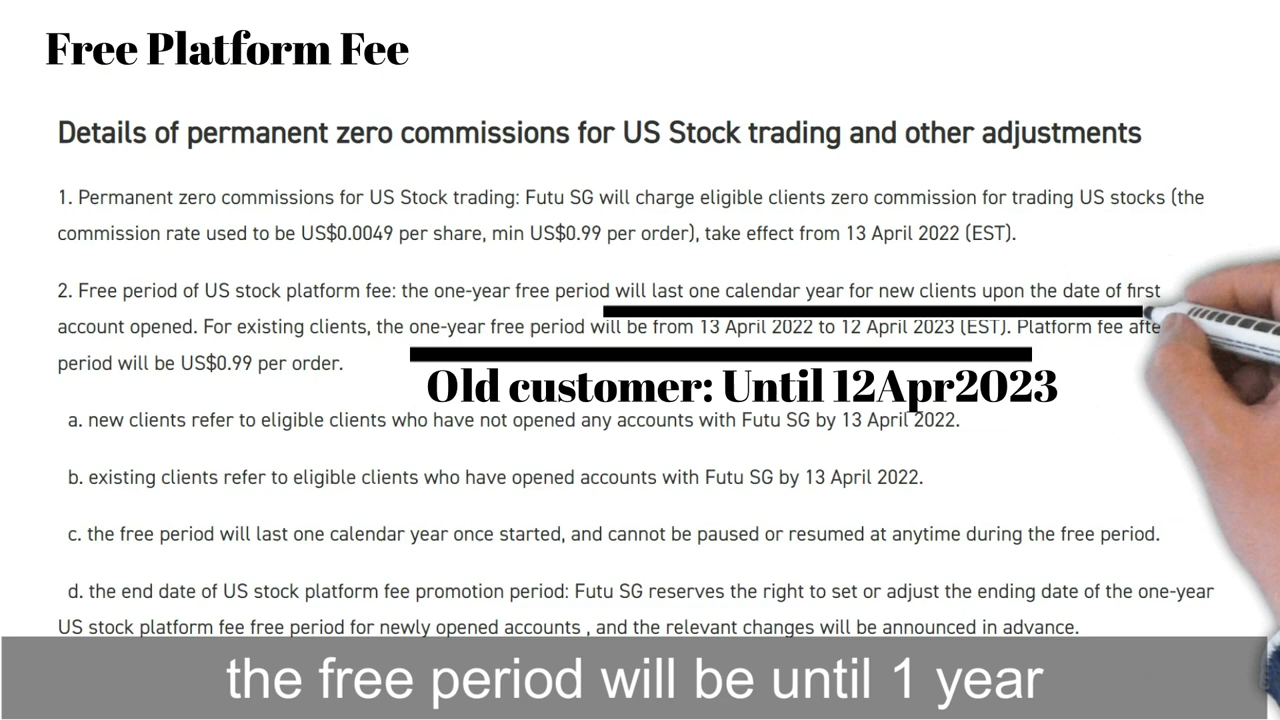 Free Platform Fee
Details of permanent zero commissions for US Stock trading and other adjustments
1. Permanent zero commissions for US Stock trading: Futu SG will charge eligible clients zero commission for trading US stocks (the
commission rate used to be US$0.0049 per share, min US$0.99 per order), take effect from 13 April 2022 (EST).
2. Free period of US stock platform fee: the one-year free period will last one calendar year for new clients upon the date of first
account opened. For existing clients, the one-year free period will be from 13 April 2022 to 12 April 2023 (EST). Platform fee afte
period will be US$0.99 per order.
Old customer: Until 12Apr2023
a. new clients refer to eligible clients who have not opened any accounts with Futu SG by 13 April 2022.
b. existing clients refer to eligible clients who have opened accounts with Futu SG by 13 April 2022.
c. the free period will last one calendar year once started, and cannot be paused or resumed at anytime during the free period.
d. the end date of US stock platform fee promotion period: Futu SG reserves the right to set or adjust the ending date of the one-year
US stock platform fee free period for newly opened accounts , and the relevant changes will be announced in advance.
the free period will be until 1 year